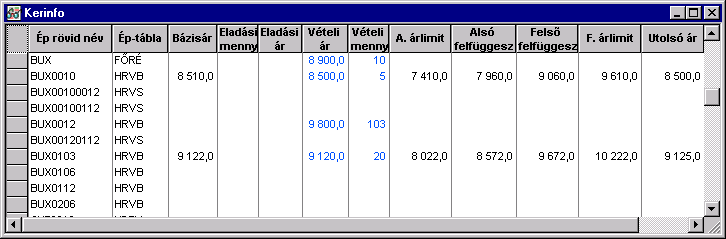 Kerinfo
Ép rövid név Ép-tábla Bázisár Eladási menny Eladási ár Vételi ár Vételi menny A. árlimit Alsó felfüggesz Felső felfüggesz F. árlimit Utolsó ár
BUX FŐRÉ 8 900,0 10
BUX0010 HRVB 8 510,0 8 500,0 5 7 410,0 7 960,0 9 060,0 9 610,0 8 500,0
BUX00100012 HRVS
BUX00100112 HRVS
BUX0012 HRVB 9 800,0 103
BUX00120112 HRVS
BUX0103 HRVB 9 122,0 9 120,0 20 8 022,0 8 572,0 9 672,0 10 222,0 9 125,0
BUX0106 HRVB
BUX0112 HRVB
BUX0206 HRVB